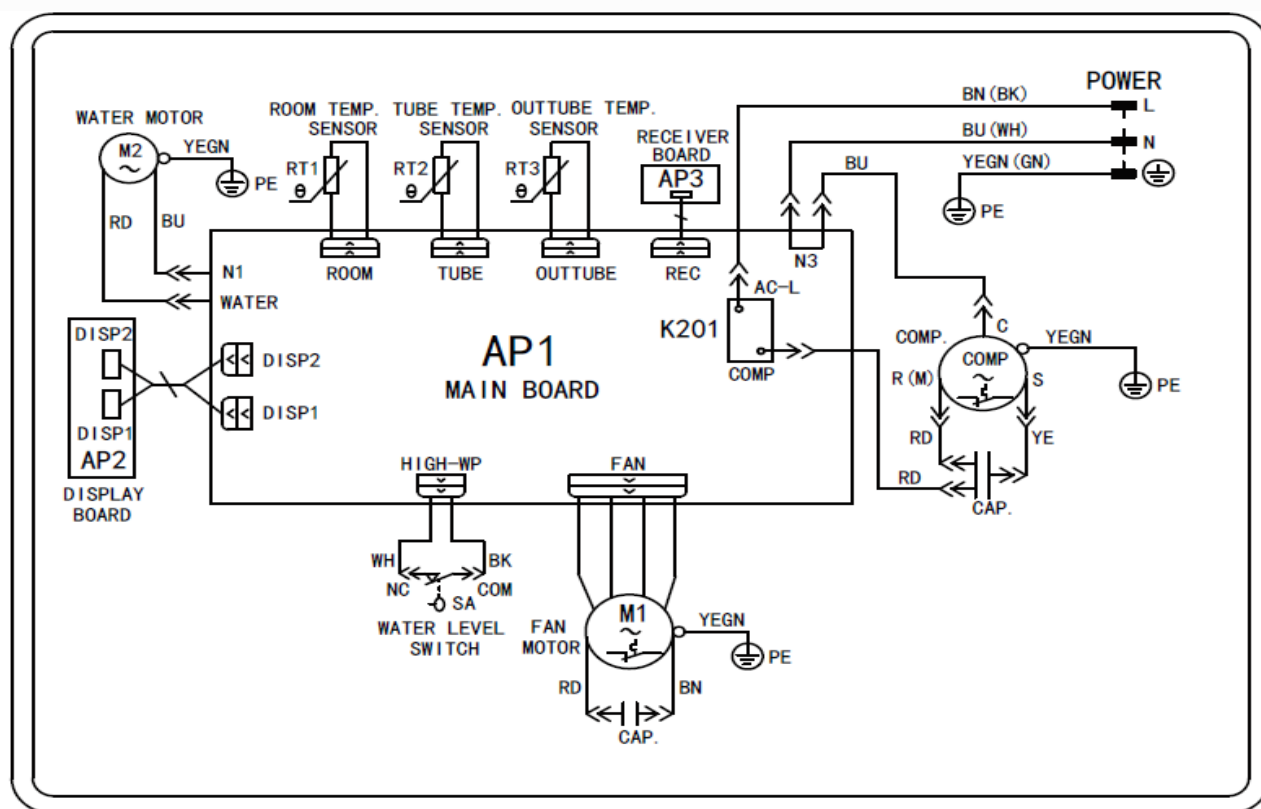 POWER
BN(BK)
L
ROOM TEMP.
SENSOR
TUBE TEMP.
SENSOR
OUTTUBE TEMP.
SENSOR
WATER MOTOR
M2
YEGN
PE
RT1
θ
RT2
θ
RT3
θ
RECEIVER
BOARD
AP3
BU(WH)
N
BU
YEGN(GN)
PE
RD
BU
N1
WATER
ROOM
TUBE
OUTTUBE
REC
N3
AC-L
K201
COMP
DISP2
DISP1
AP2
DISPLAY
BOARD
DISP2
DISP1
AP1
MAIN BOARD
COMP.
C
COMP
YEGN
PE
R(M)
S
RD
YE
RD
CAP.
HIGH-WP
FAN
WH
BK
NC
COM
SA
WATER LEVEL
SWITCH
FAN
MOTOR
M1
YEGN
PE
RD
BN
CAP.